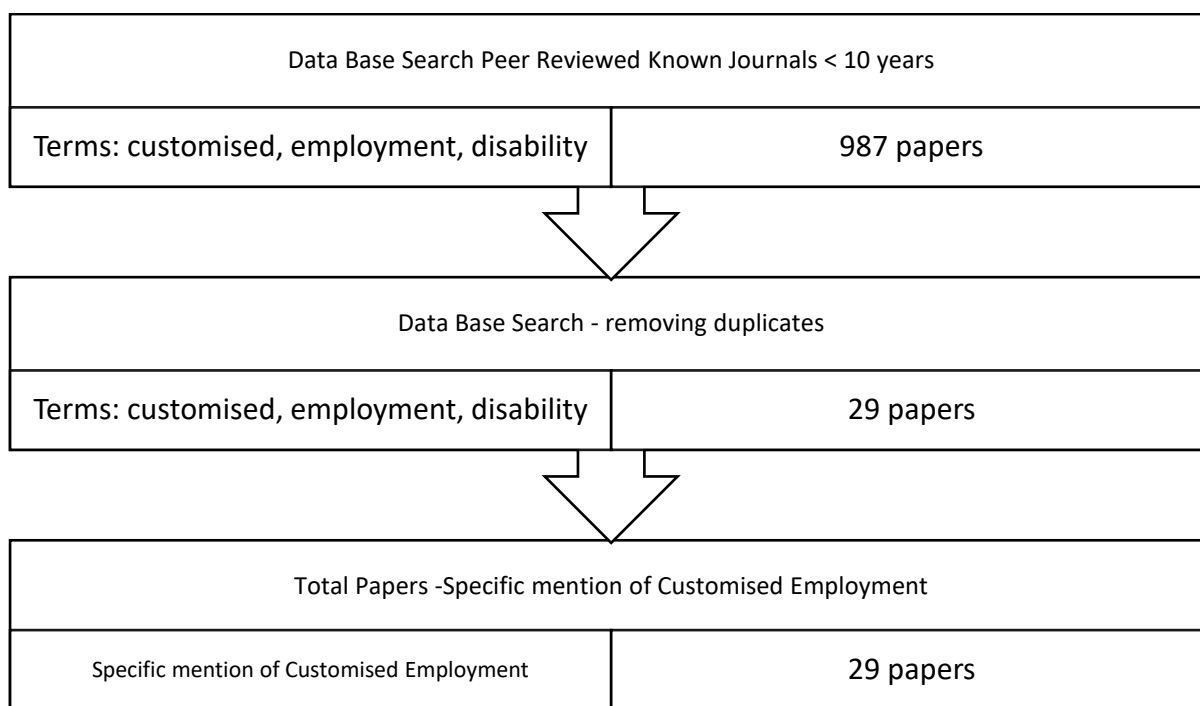 Data Base Search Peer Reviewed Known Journals < 10 years
Terms: customised, employment, disability
987 papers
Data Base Search - removing duplicates
Terms: customised, employment, disability
29 papers
Total Papers -Specific mention of Customised Employment
Specific mention of Customised Employment
29 papers